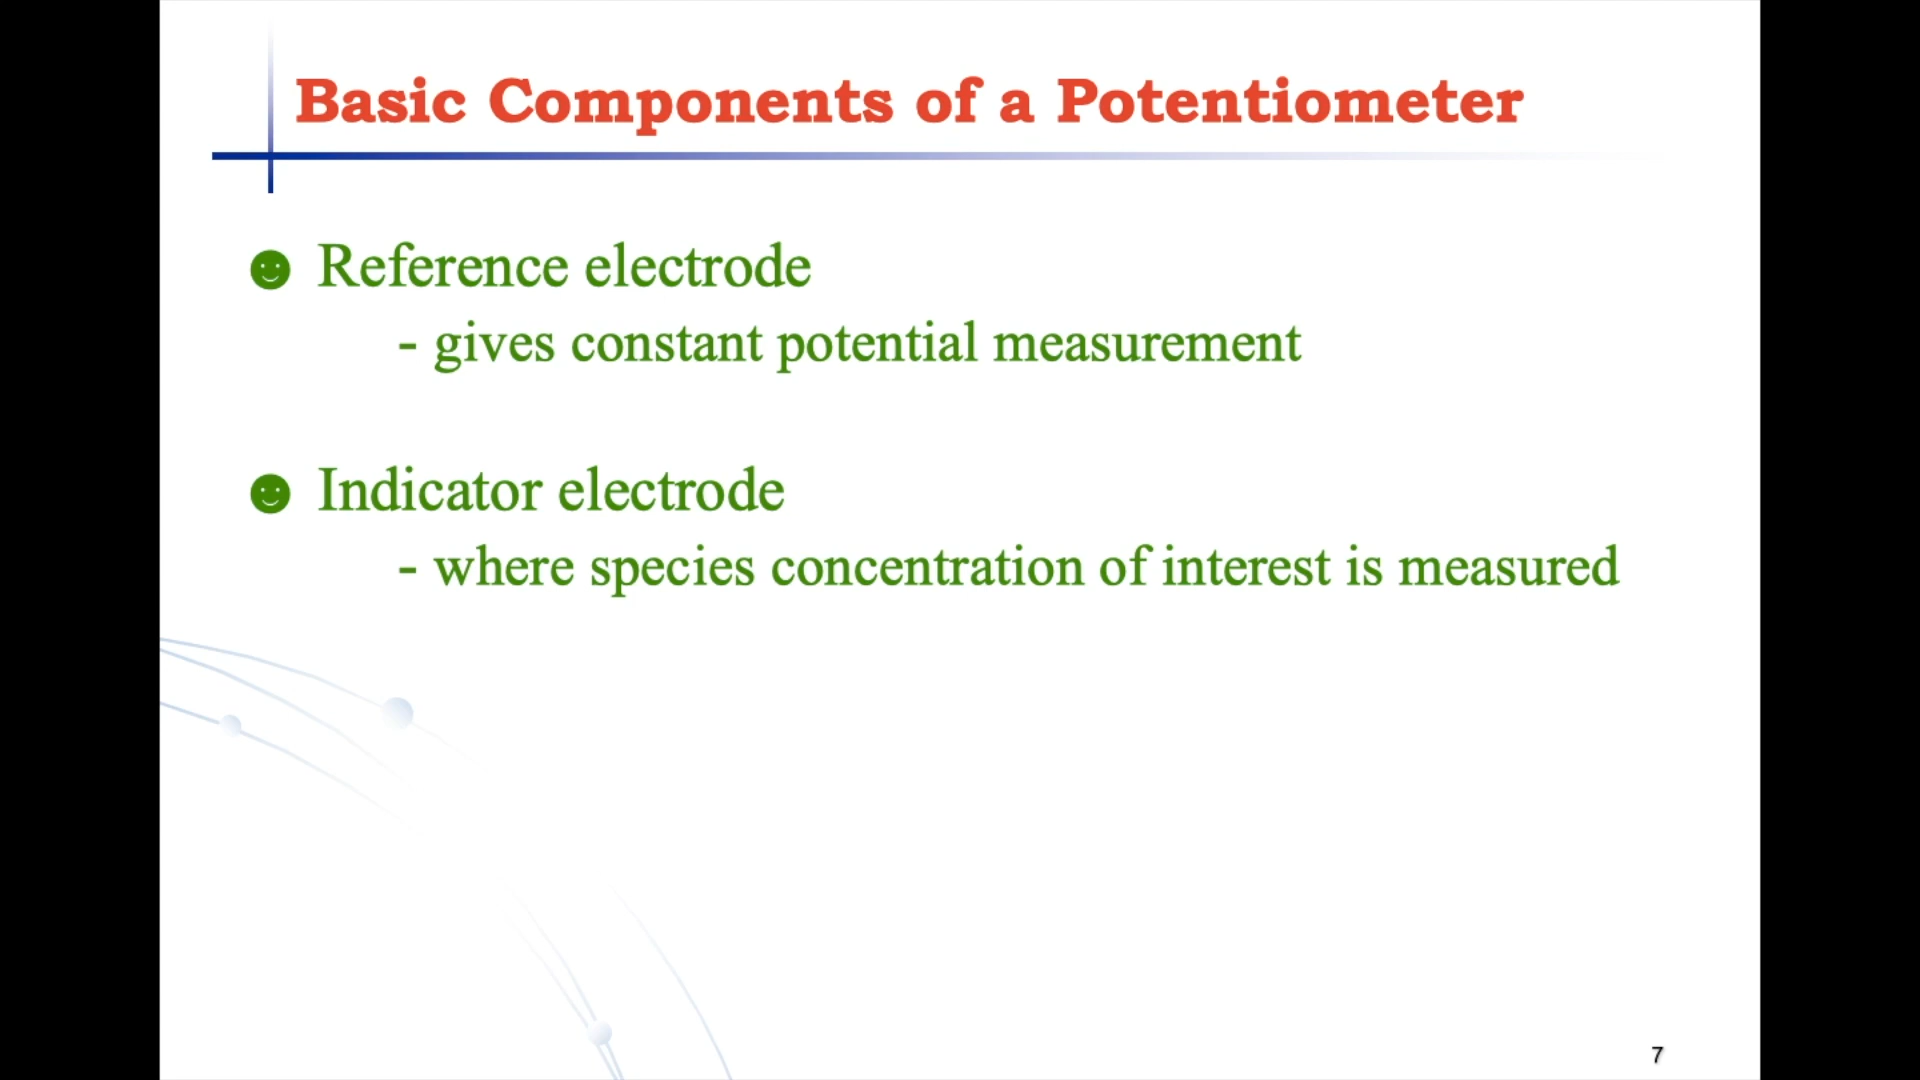 Basic Components of a Potentiometer
☻ Reference electrode
- gives constant potential measurement
☻ Indicator electrode
- where species concentration of interest is measured
7